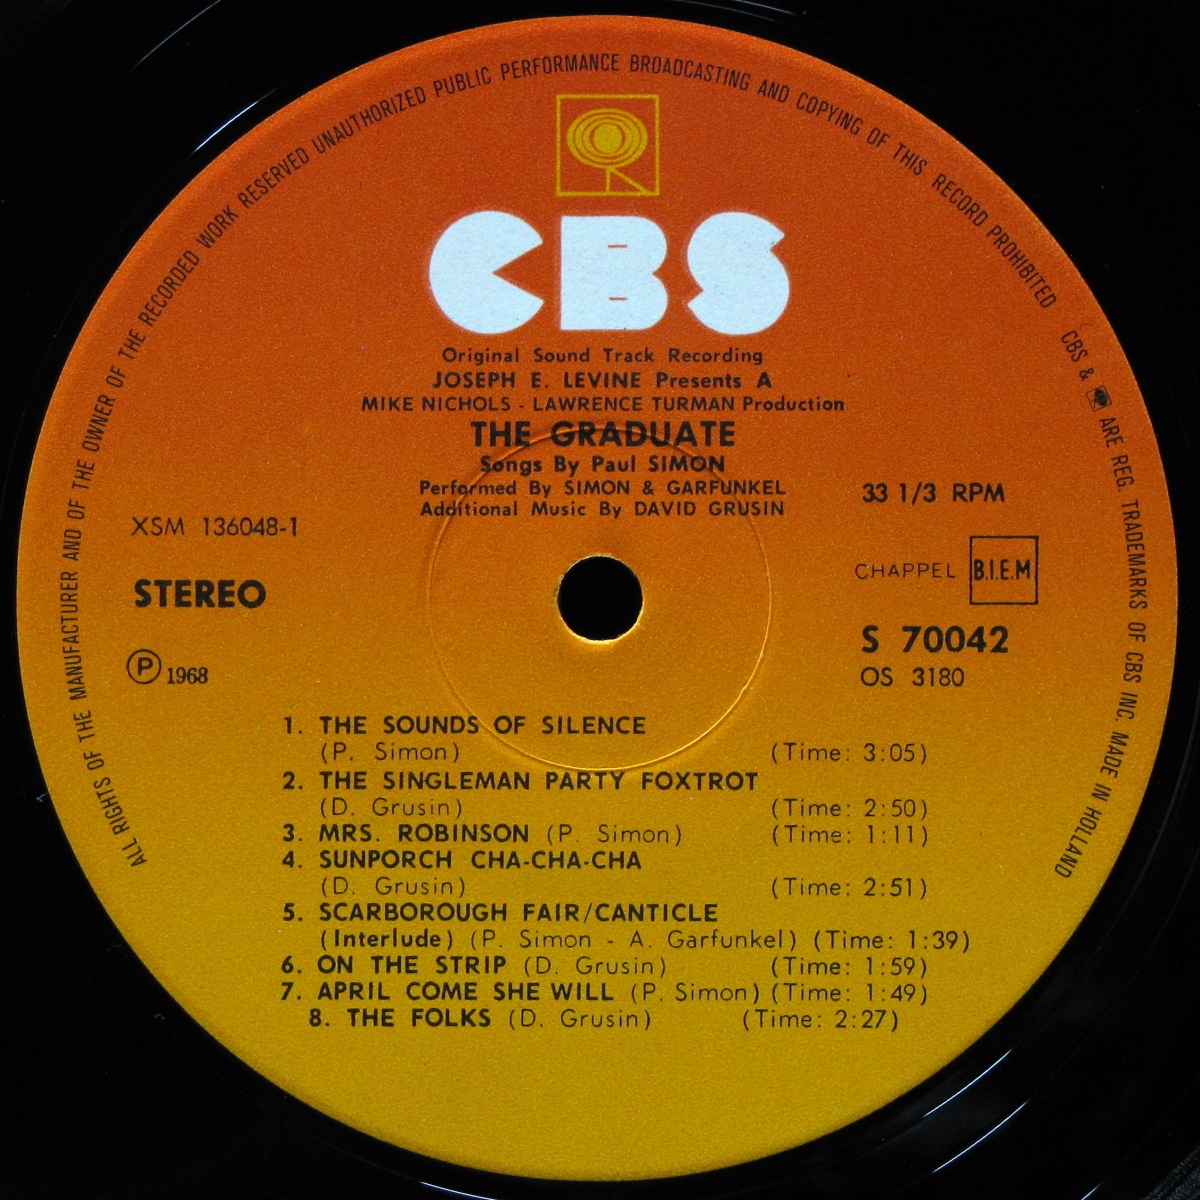 ALL RIGHTS OF THE MANUFACTURER AND OF THE OWNER OF THE RECORDED WORK RESERVED UNAUTHORIZED PUBLIC PERFORMANCE BROADCASTING AND COPYING OF THIS RECORD PROHIBITED CBS & ARE REG. TRADEMARKS OF CBS INC. MADE IN HOLLAND
CBS
Original Sound Track Recording
JOSEPH E. LEVINE Presents A
MIKE NICHOLS - LAWRENCE TURMAN Production
THE GRADUATE
Songs By Paul SIMON
Performed By SIMON & GARFUNKEL
Additional Music By DAVID GRUSIN
XSM 136048-1
STEREO
Ⓟ 1968
33 1/3 RPM
CHAPPEL B.I.E.M
S 70042
OS 3180
1. THE SOUNDS OF SILENCE
(P. Simon) (Time: 3:05)
2. THE SINGLEMAN PARTY FOXTROT
(D. Grusin) (Time: 2:50)
3. MRS. ROBINSON (P. Simon) (Time: 1:11)
4. SUNPORCH CHA-CHA-CHA
(D. Grusin) (Time: 2:51)
5. SCARBOROUGH FAIR/CANTICLE
(Interlude) (P. Simon - A. Garfunkel) (Time: 1:39)
6. ON THE STRIP (D. Grusin) (Time: 1:59)
7. APRIL COME SHE WILL (P. Simon) (Time: 1:49)
8. THE FOLKS (D. Grusin) (Time: 2:27)